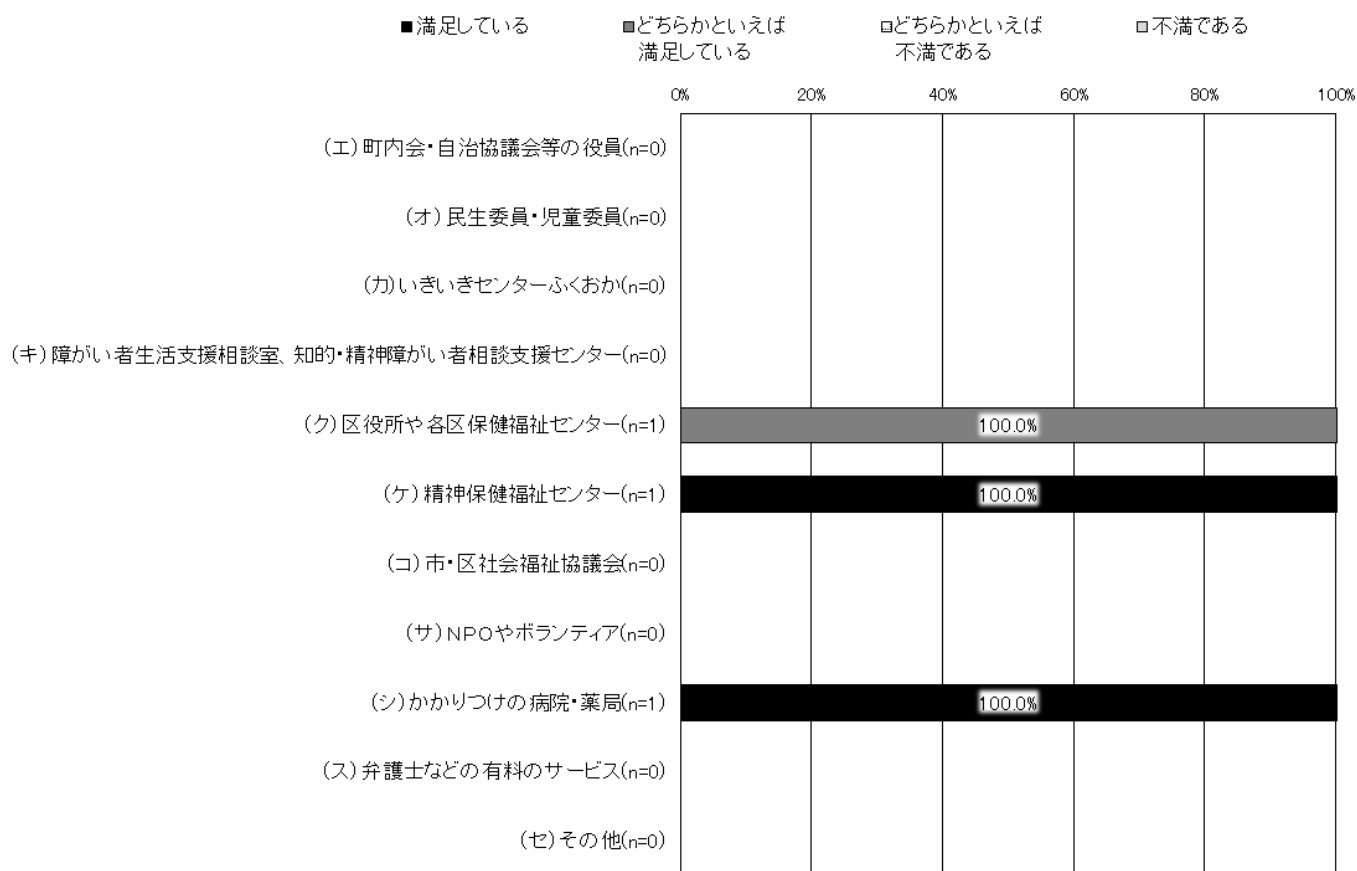 ■満足している
■どちらかといえば
満足している
□どちらかといえば
不満である
□不満である
0% 20% 40% 60% 80% 100%
(エ)町内会・自治協議会等の役員(n=0)
(オ)民生委員・児童委員(n=0)
(カ)いきいきセンターふくおか(n=0)
(キ)障がい者生活支援相談室、知的・精神障がい者相談支援センター(n=0)
(ク)区役所や各区保健福祉センター(n=1) 100.0%
(ケ)精神保健福祉センター(n=1) 100.0%
(コ)市・区社会福祉協議会(n=0)
(サ)NPOやボランティア(n=0)
(シ)かかりつけの病院・薬局(n=1) 100.0%
(ス)弁護士などの有料のサービス(n=0)
(セ)その他(n=0)